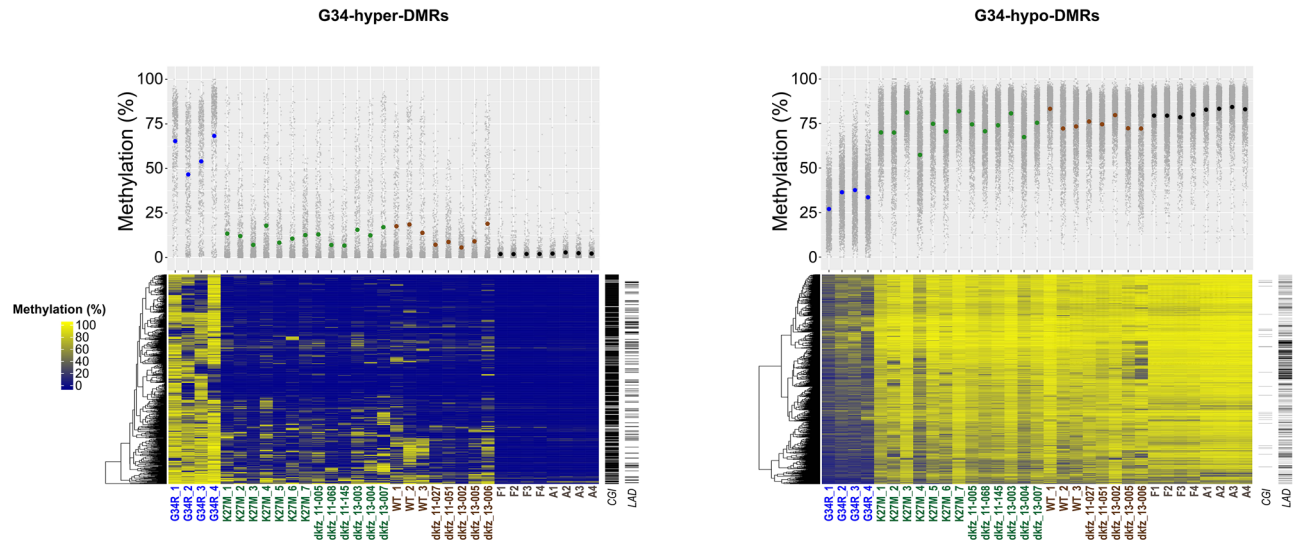 G34-hyper-DMRs
G34-hypo-DMRs
Methylation (%)
100
75
50
25
0
Methylation (%)
100
75
50
25
0
Methylation (%)
100
80
60
40
20
0
G34R_1
G34R_2
G34R_3
G34R_4
K27M_1
K27M_2
K27M_3
K27M_4
K27M_5
K27M_6
K27M_7
dkfz_11-005
dkfz_11-068
dkfz_11-145
dkfz_13-003
dkfz_13-004
dkfz_13-007
WT_1
WT_2
WT_3
dkfz_11-027
dkfz_11-051
dkfz_13-002
dkfz_13-005
dkfz_13-006
F1
F2
F3
F4
A1
A2
A3
A4
CGI
LAD
G34R_1
G34R_2
G34R_3
G34R_4
K27M_1
K27M_2
K27M_3
K27M_4
K27M_5
K27M_6
K27M_7
dkfz_11-005
dkfz_11-068
dkfz_11-145
dkfz_13-003
dkfz_13-004
dkfz_13-007
WT_1
WT_2
WT_3
dkfz_11-027
dkfz_11-051
dkfz_13-002
dkfz_13-005
dkfz_13-006
F1
F2
F3
F4
A1
A2
A3
A4
CGI
LAD